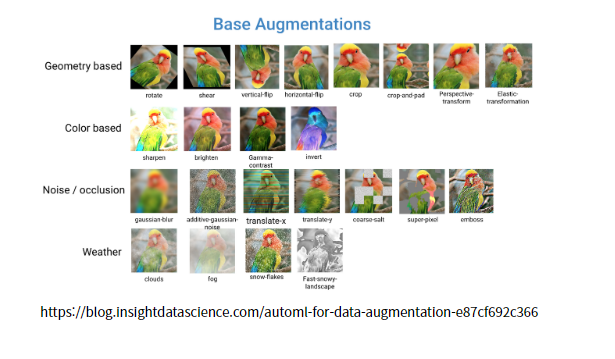 Base Augmentations
Geometry based
rotate shear vertical-flip horizontal-flip crop crop-and-pad Perspective-transform Elastic-transformation
Color based
sharpen brighten Gamma-contrast invert
Noise / occlusion
gaussian-blur additive-gaussian-noise translate-x translate-y coarse-salt super-pixel emboss
Weather
clouds fog snow-flakes Fast-snowy-landscape
https://blog.insightdatascience.com/automl-for-data-augmentation-e87cf692c366